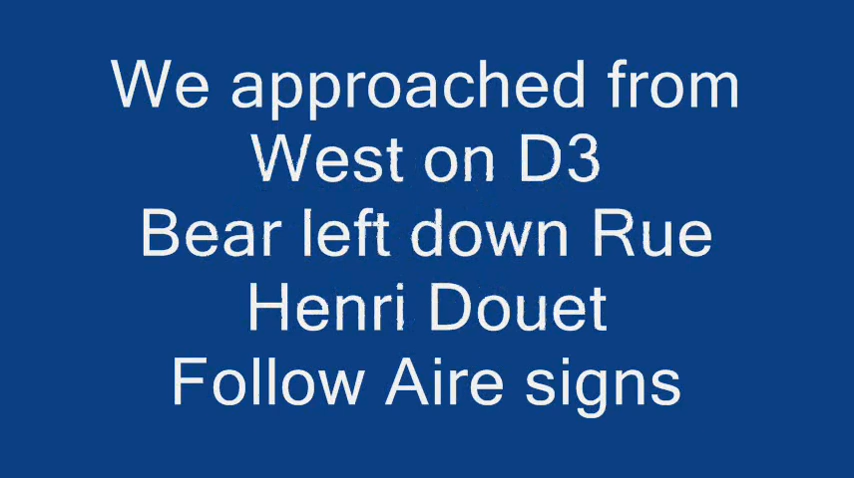 We approached from
West on D3
Bear left down Rue
Henri Douet
Follow Aire signs